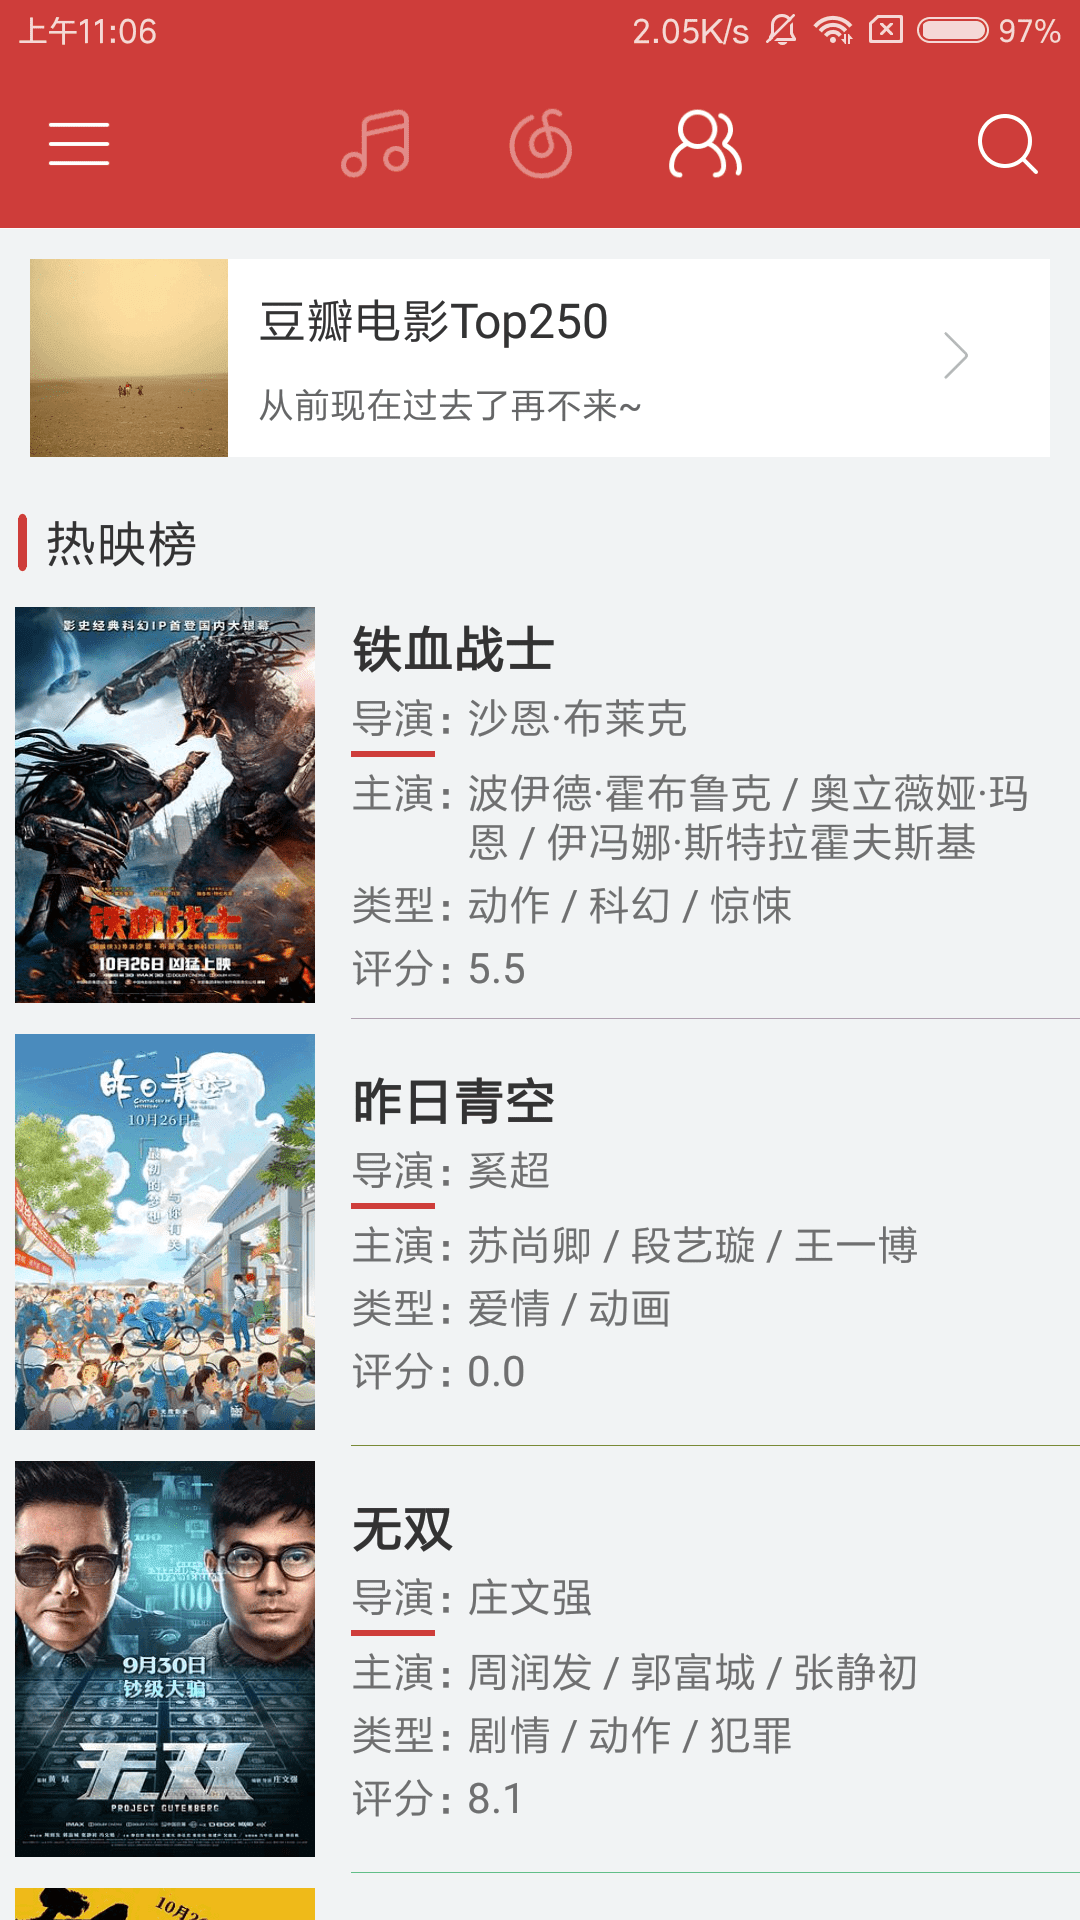 上午11:06
2.05K/s
97%
豆瓣电影Top250
从前现在过去了再不来~
热映榜
影史经典科幻IP首登国内大银幕
铁血战士
10月26日 凶猛上映
铁血战士
导演：沙恩·布莱克
主演：波伊德·霍布鲁克 / 奥立薇娅·玛
恩 / 伊冯娜·斯特拉霍夫斯基
类型：动作 / 科幻 / 惊悚
评分：5.5
昨日青空
10月26日
最初的梦想
与你有关
昨日青空
导演：奚超
主演：苏尚卿 / 段艺璇 / 王一博
类型：爱情 / 动画
评分：0.0
9月30日
钞级大骗
无双
PROJECT GUTENBERG
无双
导演：庄文强
主演：周润发 / 郭富城 / 张静初
类型：剧情 / 动作 / 犯罪
评分：8.1